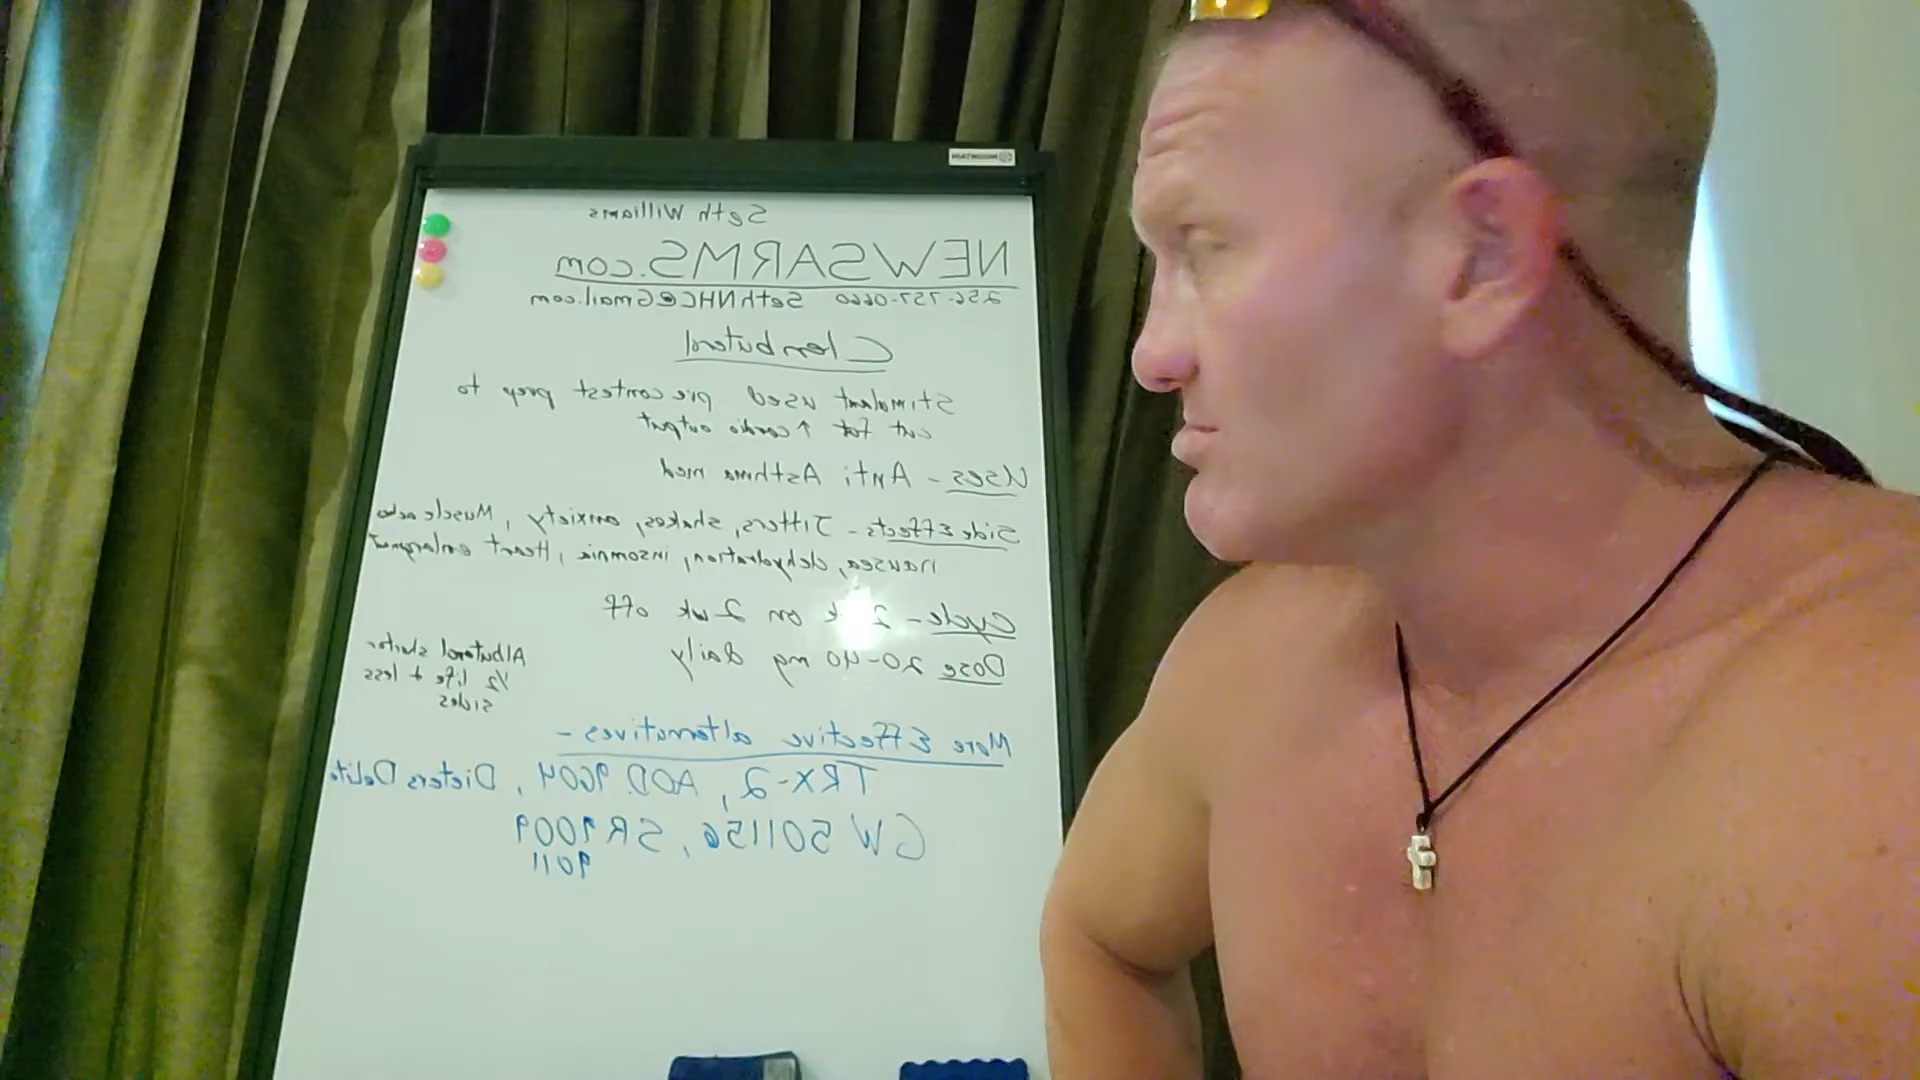 Seth Williams
NEWSARMS.com
256-757-0660 SethNHC@Gmail.com
Clenbuterol
Stimulant used pre contest prep to
cut fat ↑ cardio output
Uses - Anti Asthma med
Side Effects - Jitters, shakes, anxiety, Muscle ache
nausea, dehydration, insomnia, Heart enlargment
Cycle - 2 on 2 wk off
Dose 20-40 mg daily
Albuterol shorter
1/2 life + less
sides
More Effective alternatives -
TRX-2, AOD 9604, Dieters Delite
GW 501156, SR9009
9011